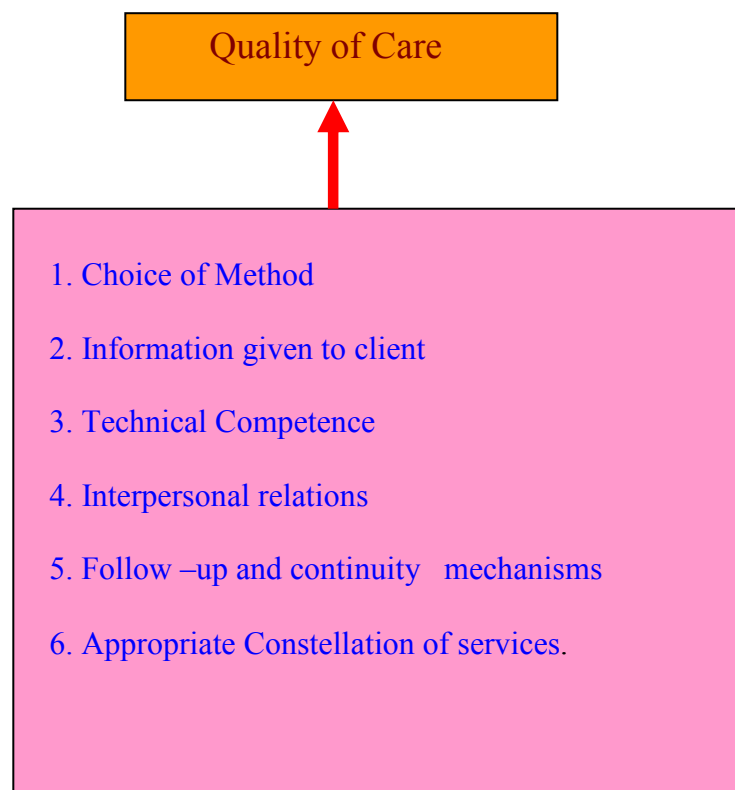 Quality of Care
1. Choice of Method
2. Information given to client
3. Technical Competence
4. Interpersonal relations
5. Follow –up and continuity mechanisms
6. Appropriate Constellation of services.